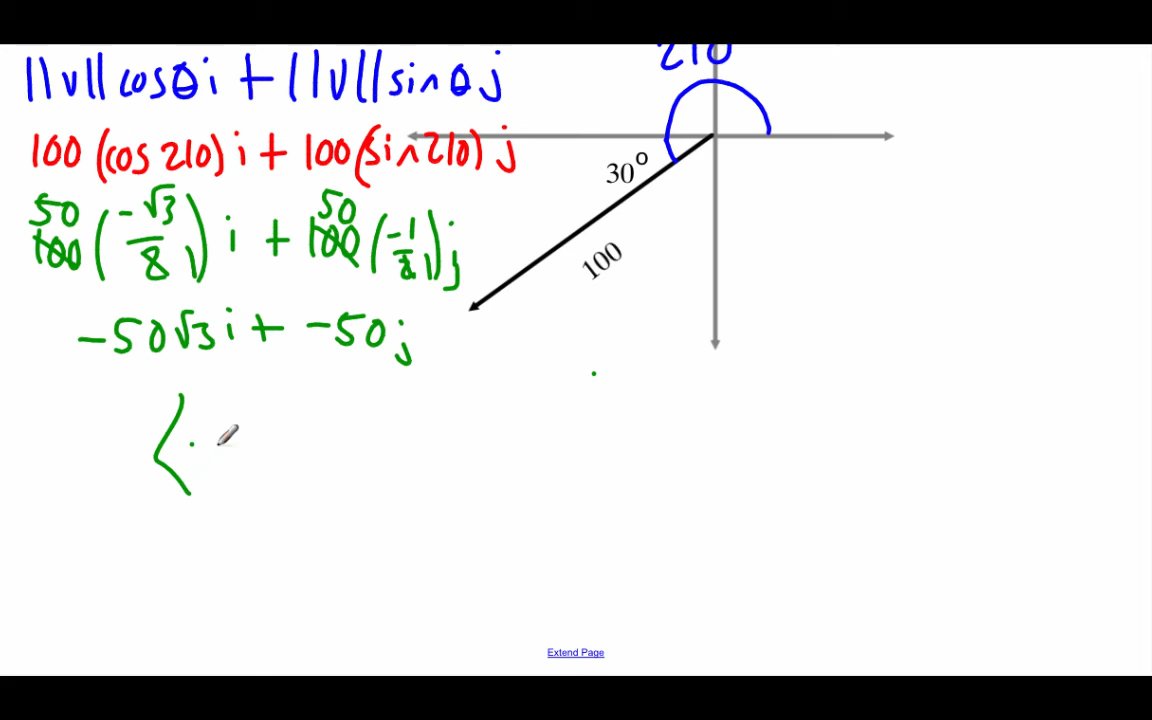 210
||v|| cosθ i + ||v|| sinθ j
100 (cos 210) i + 100 (sin 210) j
30°
50 50
100 (-√3/2) i + 100 (-1/2) j
100
-50√3 i + -50 j
⟨
Extend Page